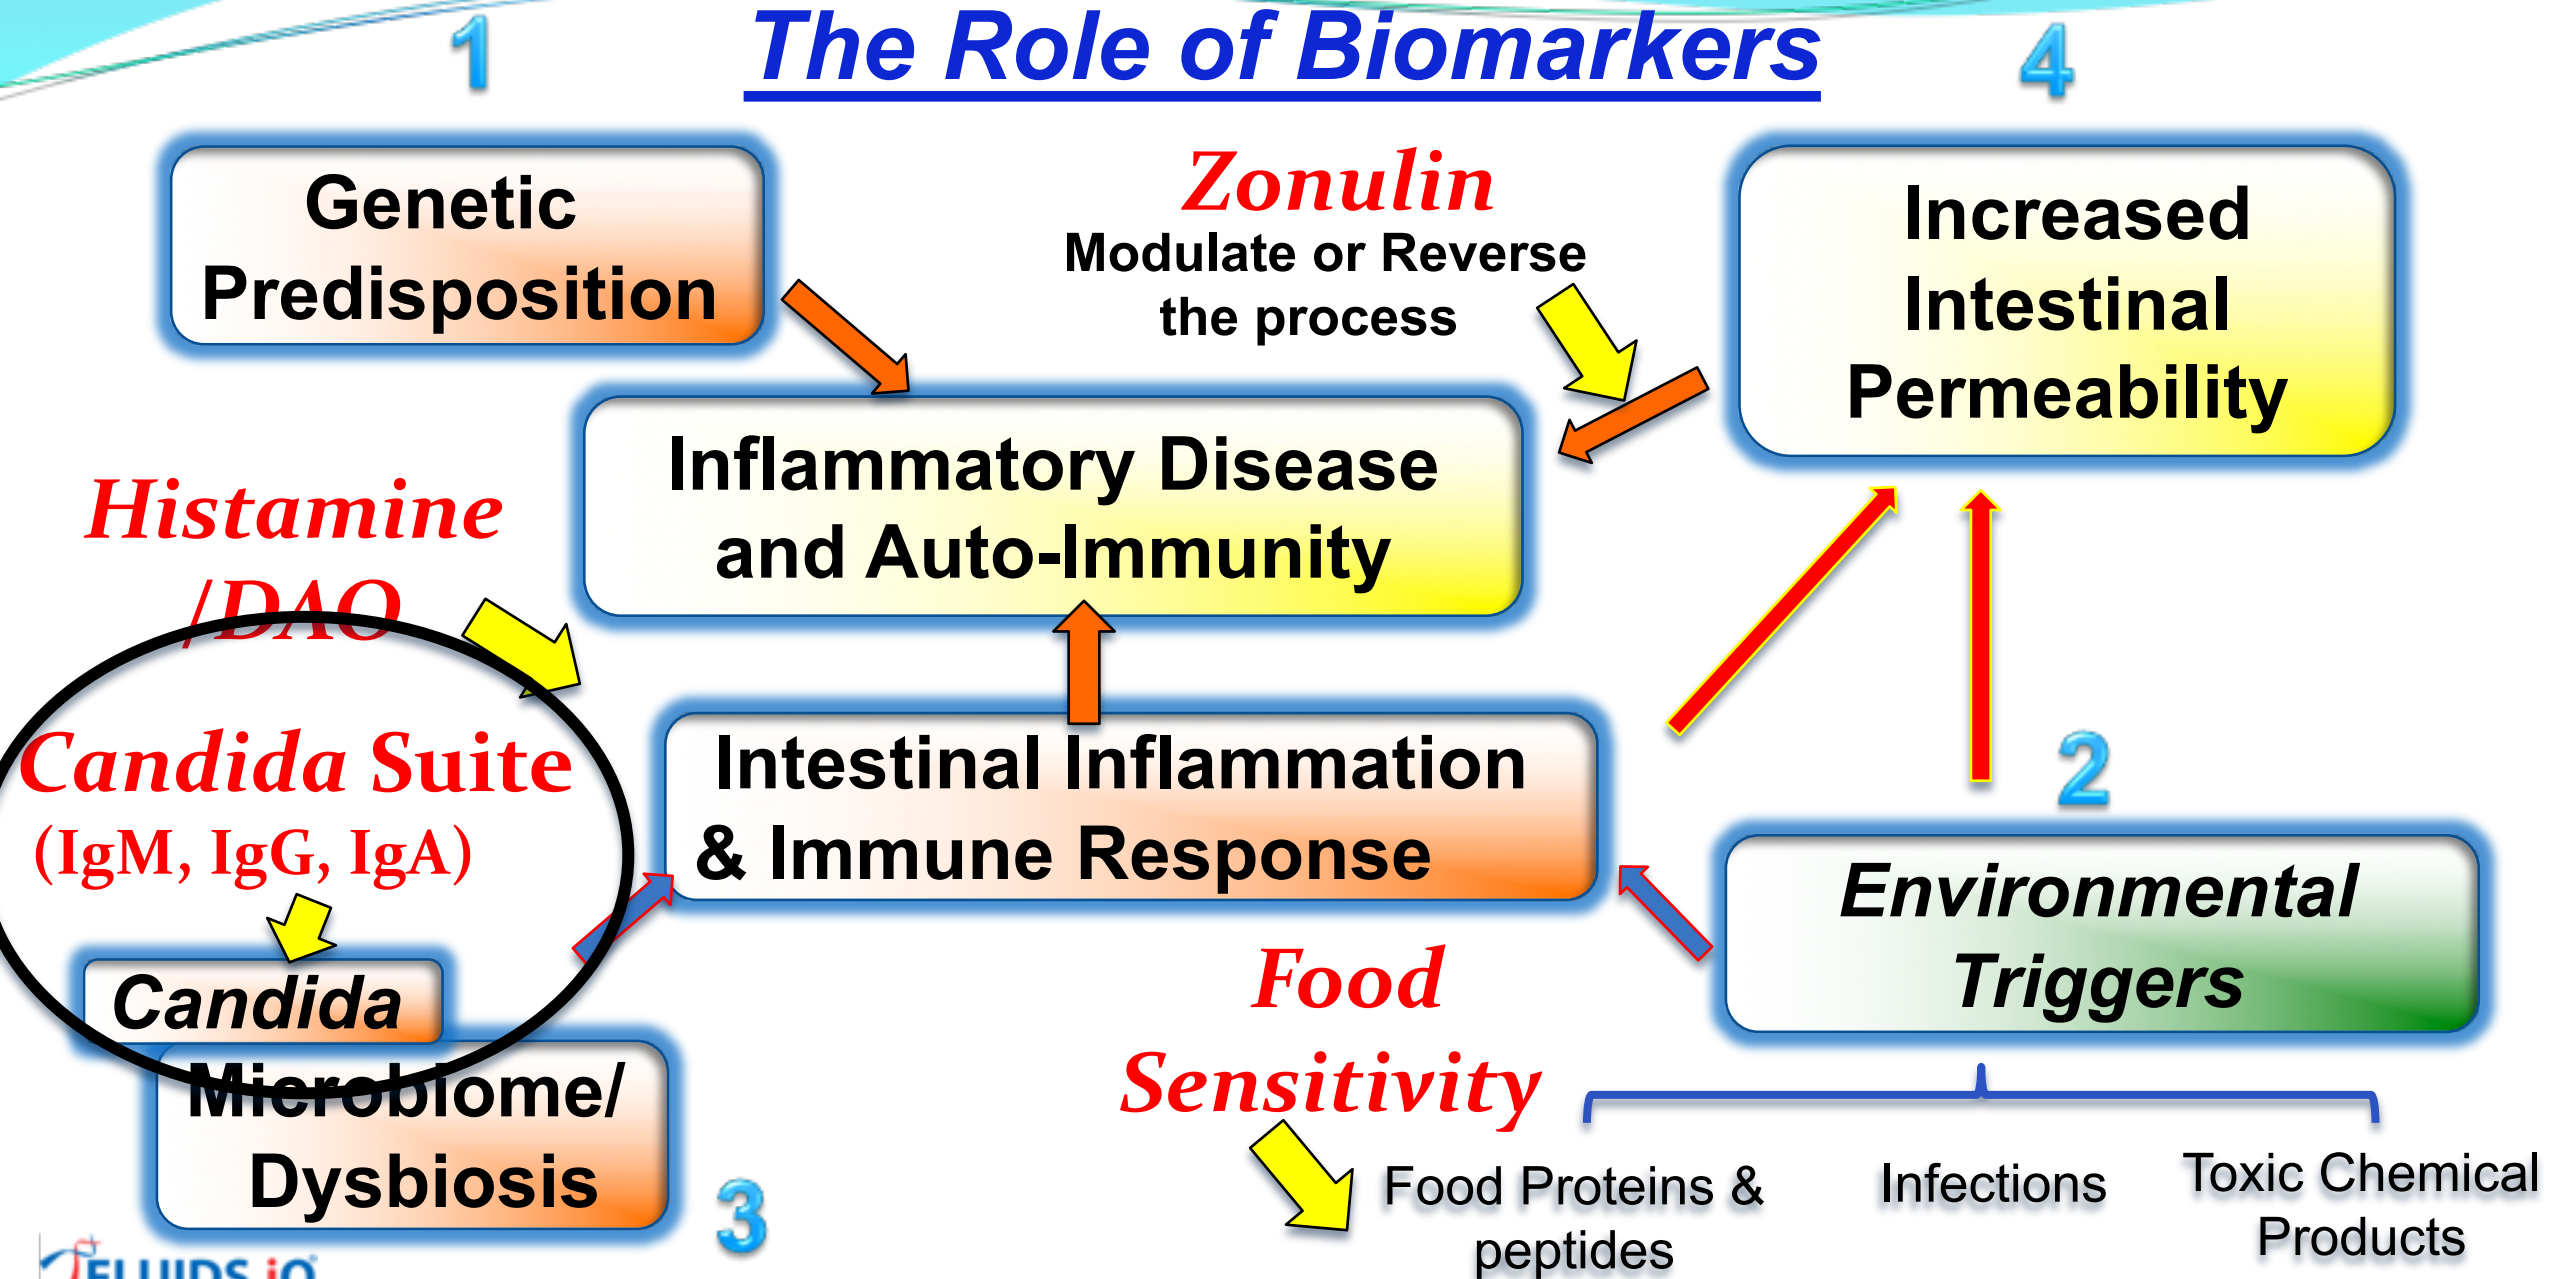 The Role of Biomarkers
1
4
Genetic
Predisposition
Zonulin
Modulate or Reverse
the process
Increased
Intestinal
Permeability
Inflammatory Disease
and Auto-Immunity
Histamine
/DAO
Candida Suite
(IgM, IgG, IgA)
Intestinal Inflammation
& Immune Response
2
Environmental
Triggers
Candida
Microbiome/
Dysbiosis
3
Food
Sensitivity
Food Proteins &
peptides
Infections
Toxic Chemical
Products
FLUIDS iQ